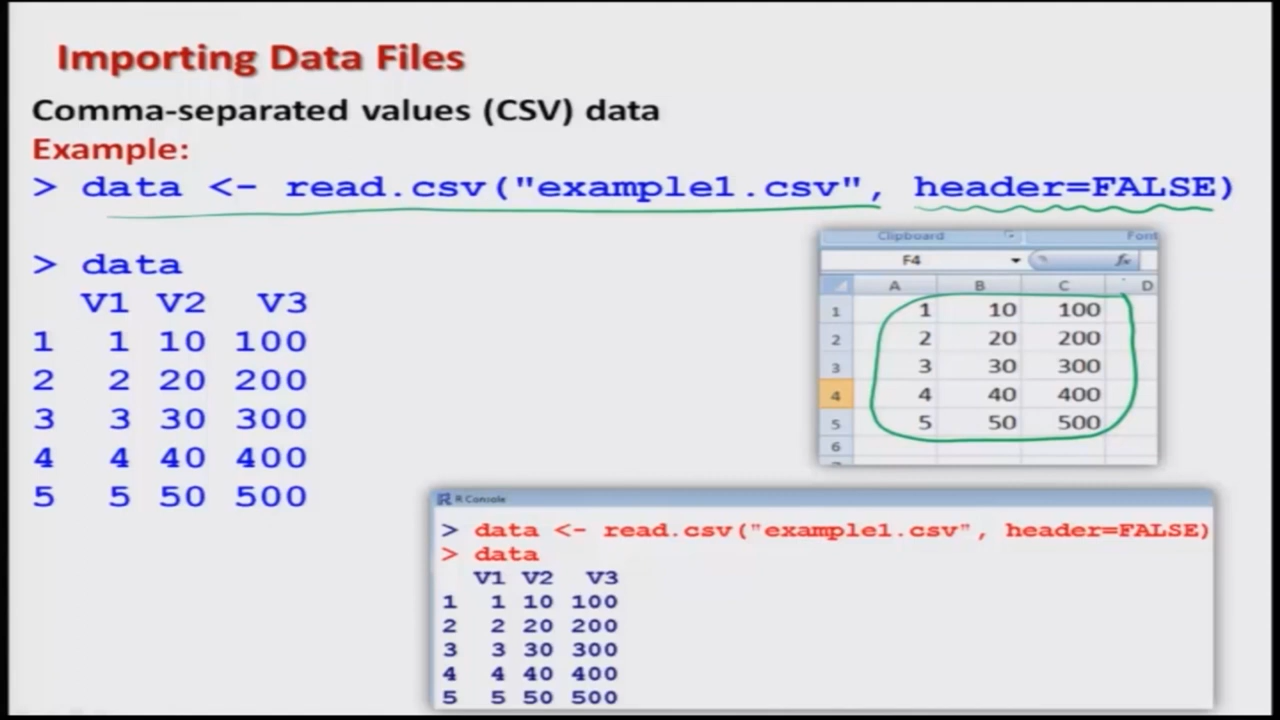 Importing Data Files
Comma-separated values (CSV) data
Example:
> data <- read.csv("example1.csv", header=FALSE)
> data
V1 V2 V3
1 1 10 100
2 2 20 200
3 3 30 300
4 4 40 400
5 5 50 500
Clipboard Font
F4 fx
A B C D
1 1 10 100
2 2 20 200
3 3 30 300
4 4 40 400
5 5 50 500
6
R Console
> data <- read.csv("example1.csv", header=FALSE)
> data
V1 V2 V3
1 1 10 100
2 2 20 200
3 3 30 300
4 4 40 400
5 5 50 500